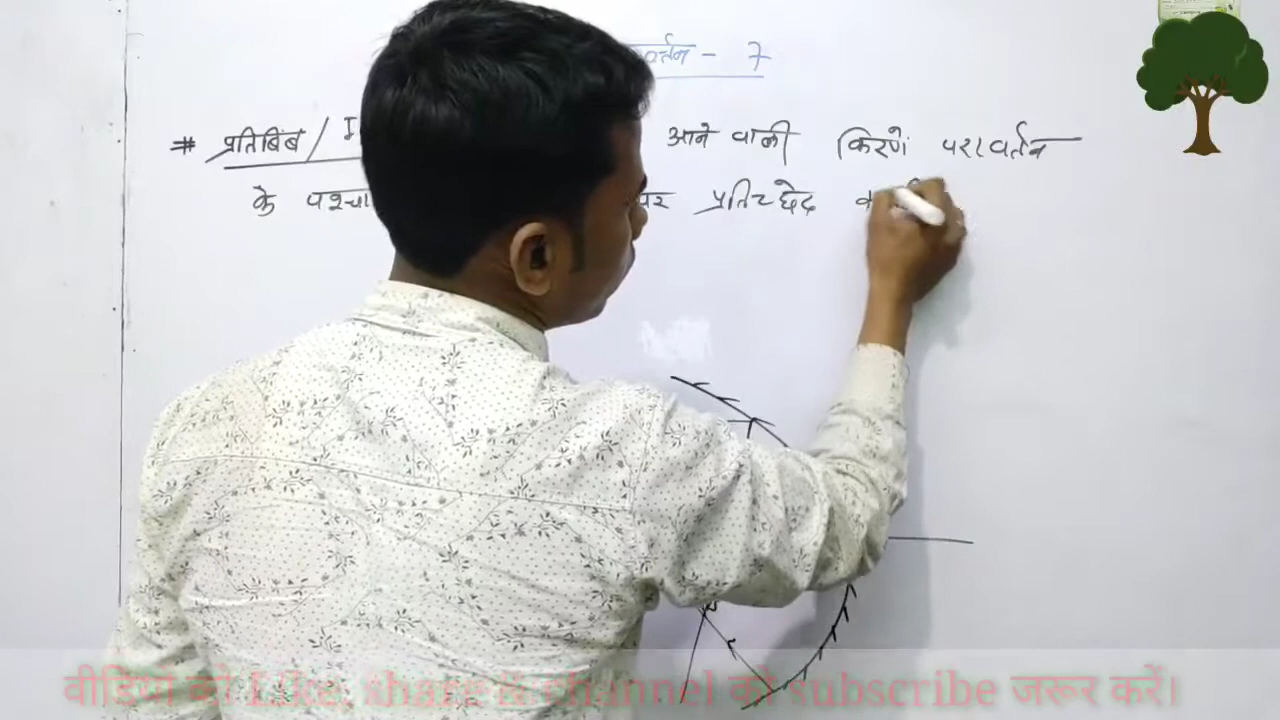 वर्तन - 7
# प्रतिबिंब / I आने वाली किरणें परावर्तन
के पश्चा पर प्रतिच्छेद
वीडियो को Like, share & channel को subscribe जरूर करें।